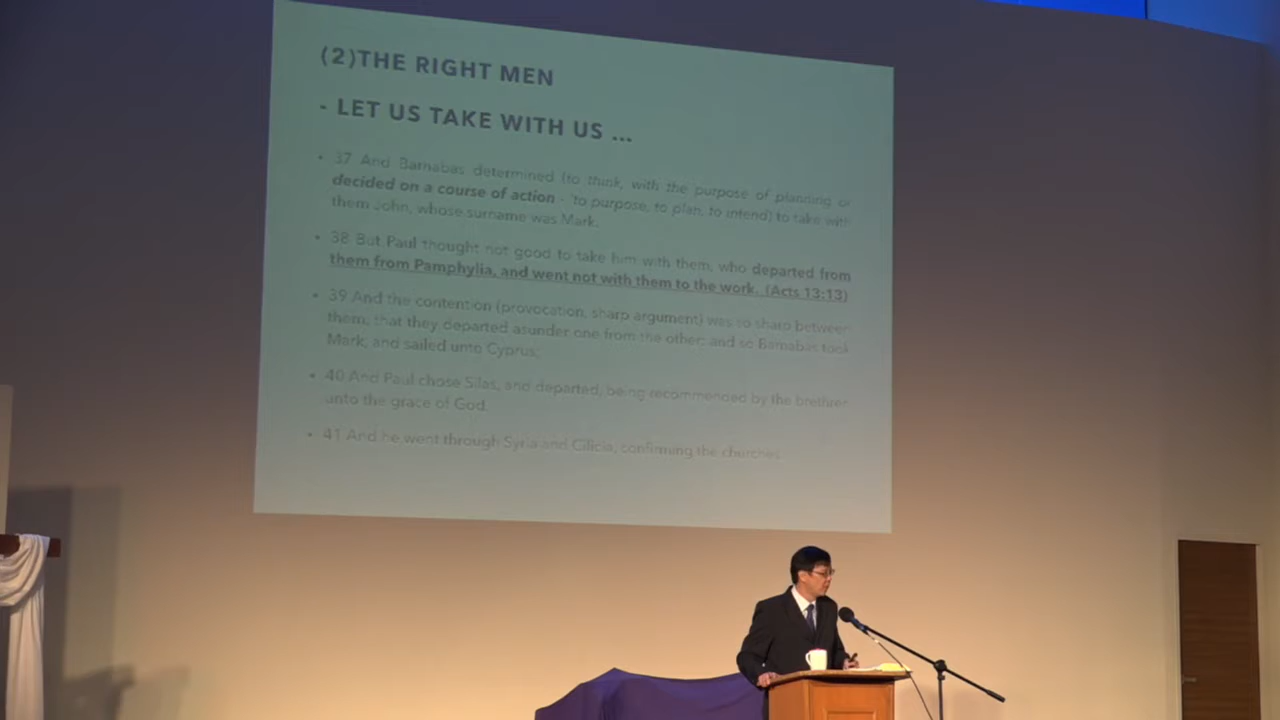 (2)THE RIGHT MEN
- LET US TAKE WITH US ...
• 37 And Barnabas determined (to think, with the purpose of planning or
decided on a course of action - 'to purpose, to plan, to intend) to take with
them John, whose surname was Mark.
• 38 But Paul thought not good to take him with them, who departed from
them from Pamphylia, and went not with them to the work. (Acts 13:13)
• 39 And the contention (provocation, sharp argument) was so sharp between
them, that they departed asunder one from the other: and so Barnabas took
Mark, and sailed unto Cyprus;
• 40 And Paul chose Silas, and departed, being recommended by the brethren
unto the grace of God.
• 41 And he went through Syria and Cilicia, confirming the churches.